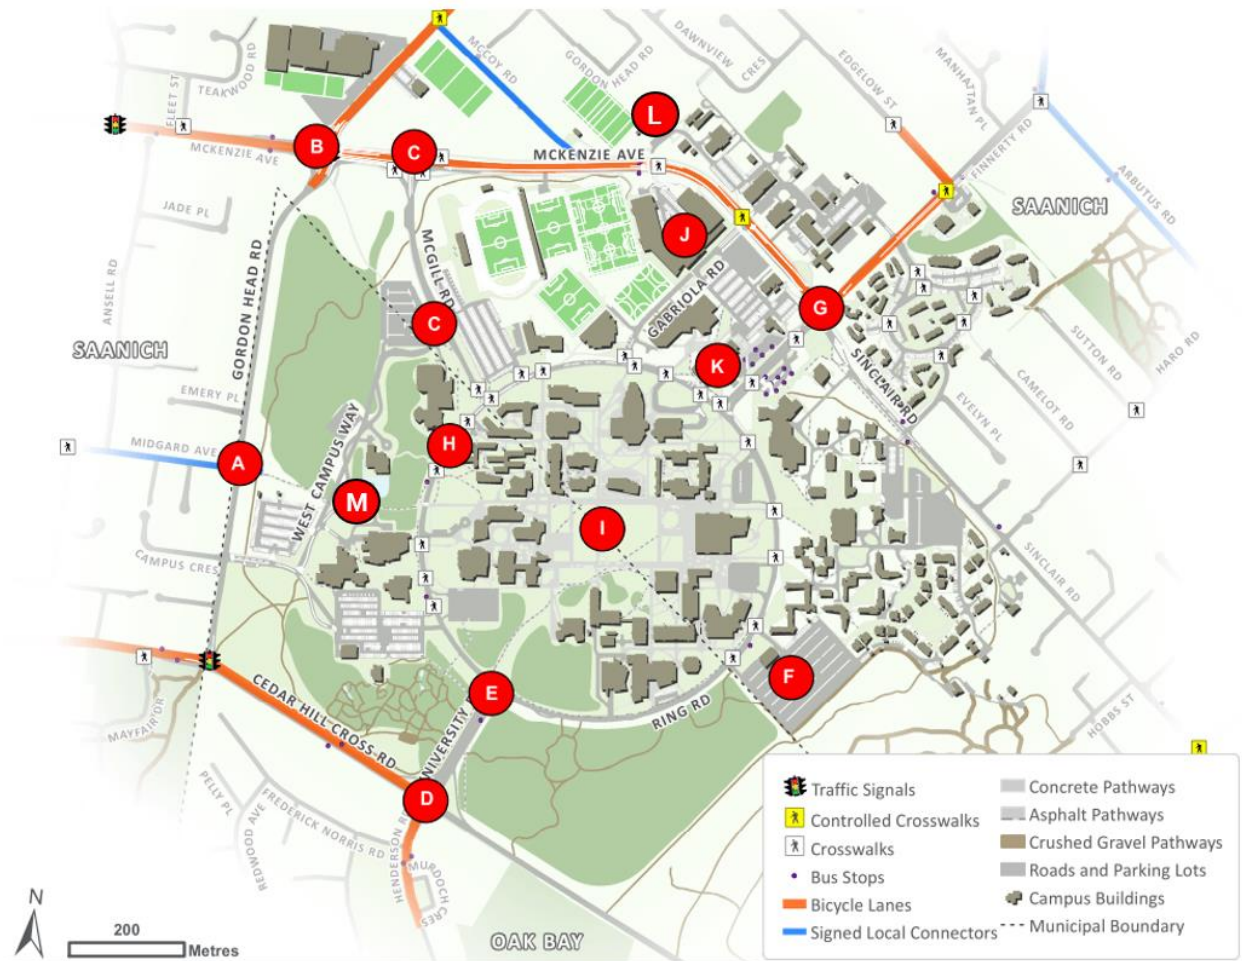 TEAKWOOD RD
FLEET ST
MCCOY RD
GORDON HEAD RD
DAWNVIEW
CRES
EDGELOW ST
MANHATTAN PL
FINNERTY RD
ARBUTUS RD
L
B
C
MCKENZIE AVE
MCKENZIE AVE
SAANICH
JADE PL
ANSELL RD
GORDON HEAD RD
MCGILL RD
J
GABRIOLA RD
G
C
SAANICH
SUTTON RD
HARO RD
K
SINCLAIR RD
CAMELOT RD
EVELYN PL
EMERY PL
MIDGARD AVE
A
H
WEST CAMPUS WAY
M
I
CAMPUS CRES
SINCLAIR RD
CEDAR HILL CROSS RD
E
F
RING RD
HOBBS ST
MAYFAIR DR
NIVERSITY
D
PELLY PL
REDWOOD AVE
FREDERICK NORRIS RD
HENDERSON RD
MURDOCH
CRES
OAK BAY
N
200
Metres
Traffic Signals
Controlled Crosswalks
Crosswalks
Bus Stops
Bicycle Lanes
Signed Local Connectors
Concrete Pathways
Asphalt Pathways
Crushed Gravel Pathways
Roads and Parking Lots
Campus Buildings
Municipal Boundary